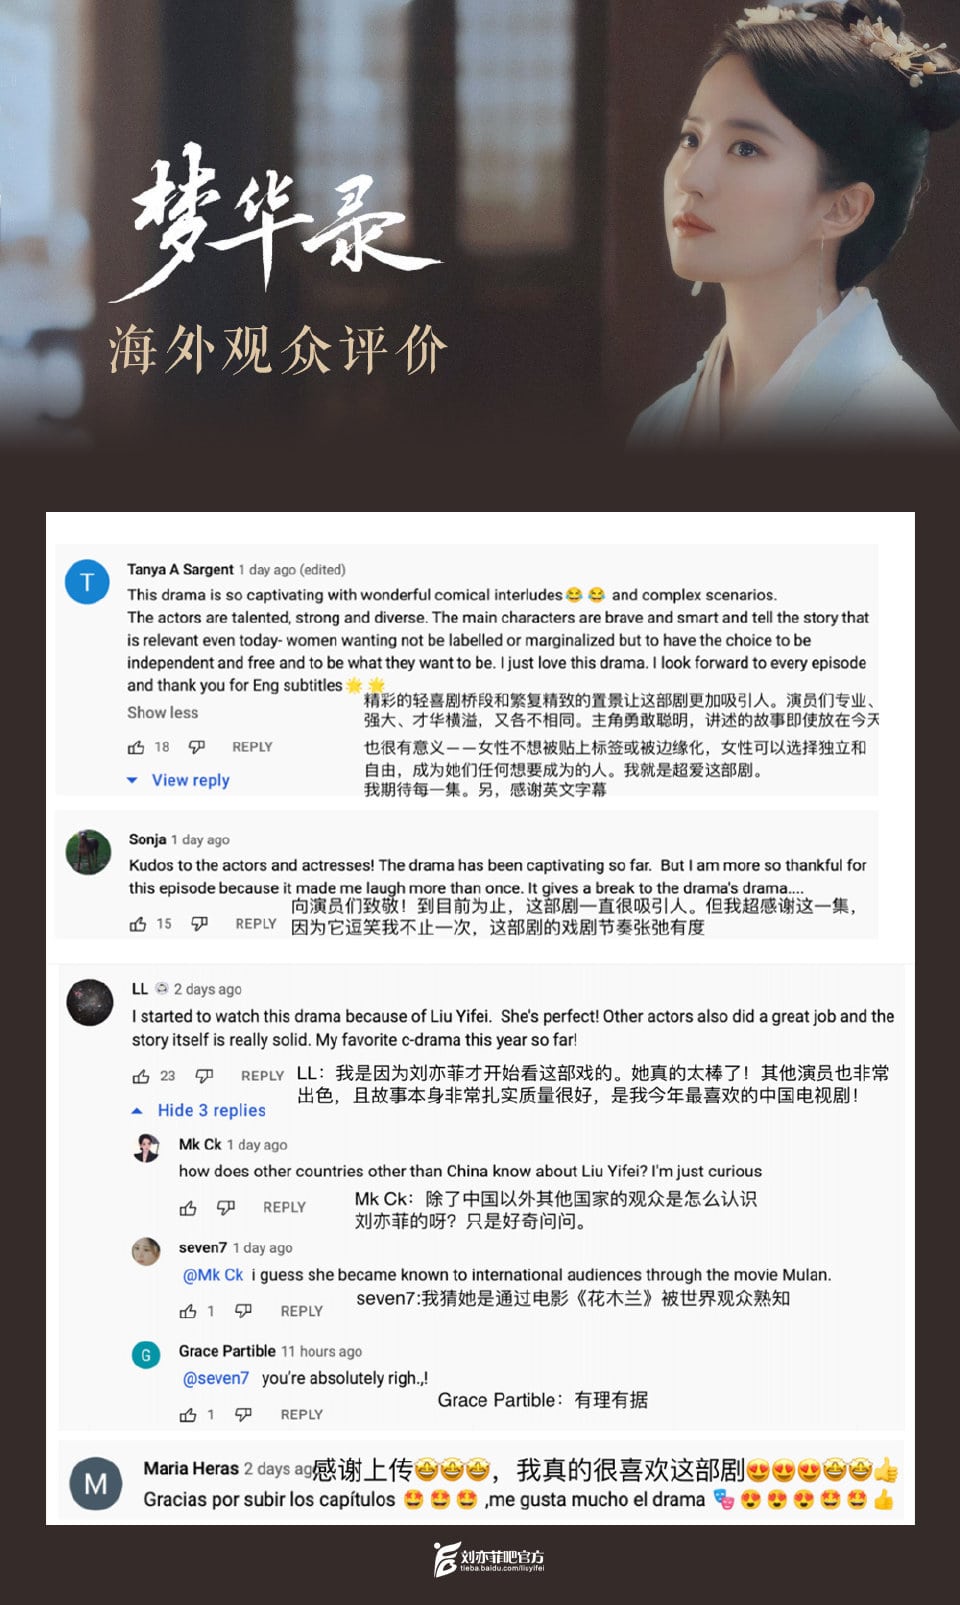 梦华录
海外观众评价
T
Tanya A Sargent 1 day ago (edited)
This drama is so captivating with wonderful comical interludes😂 😂 and complex scenarios.
The actors are talented, strong and diverse. The main characters are brave and smart and tell the story that
is relevant even today- women wanting not be labelled or marginalized but to have the choice to be
independent and free and to be what they want to be. I just love this drama. I look forward to every episode
and thank you for Eng subtitles🌟 🌟
精彩的轻喜剧桥段和繁复精致的置景让这部剧更加吸引人。演员们专业、
Show less
强大、才华横溢，又各不相同。主角勇敢聪明，讲述的故事即使放在今天
18 REPLY
也很有意义——女性不想被贴上标签或被边缘化，女性可以选择独立和
自由，成为她们任何想要成为的人。我就是超爱这部剧。
View reply
我期待每一集。另，感谢英文字幕
Sonja 1 day ago
Kudos to the actors and actresses! The drama has been captivating so far. But I am more so thankful for
this episode because it made me laugh more than once. It gives a break to the drama's drama....
向演员们致敬！到目前为止，这部剧一直很吸引人。但我超感谢这一集，
15 REPLY
因为它逗笑我不止一次，这部剧的戏剧节奏张弛有度
LL 2 days ago
I started to watch this drama because of Liu Yifei. She's perfect! Other actors also did a great job and the
story itself is really solid. My favorite c-drama this year so far!
23 REPLY
LL：我是因为刘亦菲才开始看这部戏的。她真的太棒了！其他演员也非常
出色，且故事本身非常扎实质量很好，是我今年最喜欢的中国电视剧！
Hide 3 replies
Mk Ck 1 day ago
how does other countries other than China know about Liu Yifei? I'm just curious
REPLY
Mk Ck：除了中国以外其他国家的观众是怎么认识
刘亦菲的呀？只是好奇问问。
seven7 1 day ago
@Mk Ck i guess she became known to international audiences through the movie Mulan.
seven7:我猜她是通过电影《花木兰》被世界观众熟知
1 REPLY
G
Grace Partible 11 hours ago
@seven7 you're absolutely righ.,!
Grace Partible：有理有据
1 REPLY
M
Maria Heras 2 days ag
感谢上传🤩🤩🤩，我真的很喜欢这部剧😍😍😍🤩🤩👍
Gracias por subir los capítulos 🤩 🤩 🤩 ,me gusta mucho el drama 🎭 😍 😍 😍 🤩 🤩 👍
刘亦菲吧官方
tieba.baidu.com/liuyifei